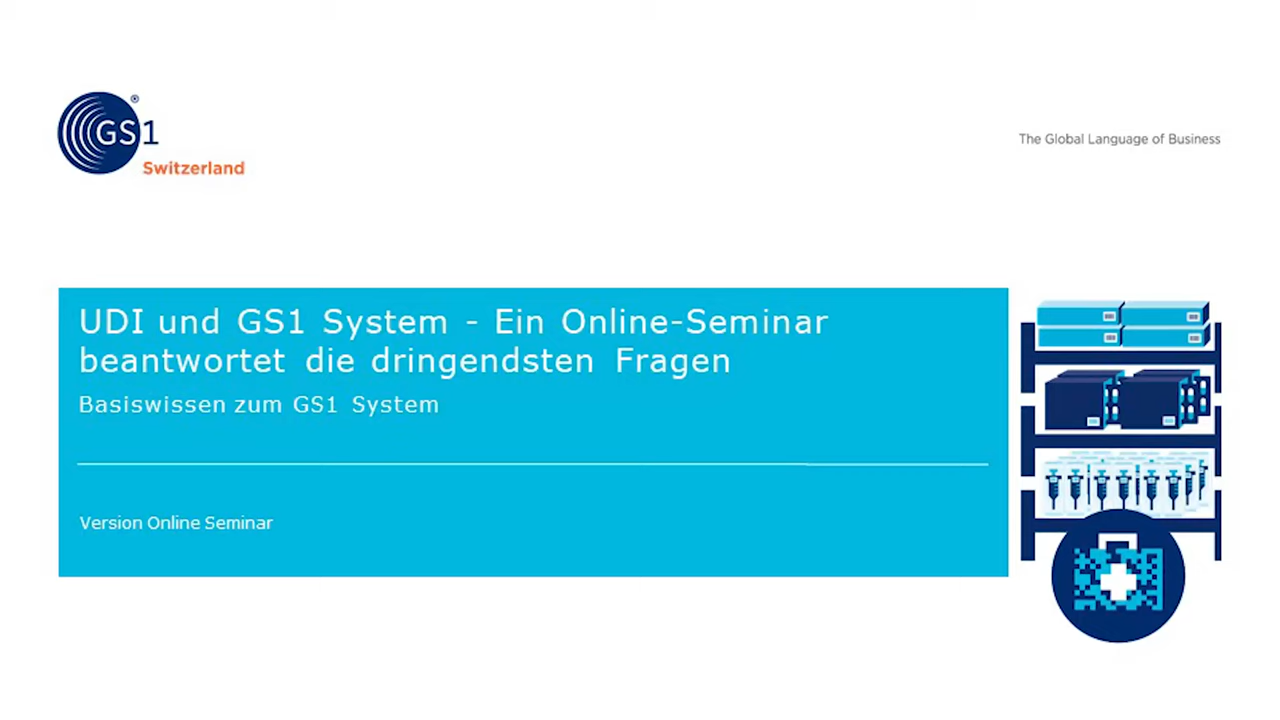 GS1®
Switzerland
The Global Language of Business
UDI und GS1 System - Ein Online-Seminar
beantwortet die dringendsten Fragen
Basiswissen zum GS1 System
Version Online Seminar